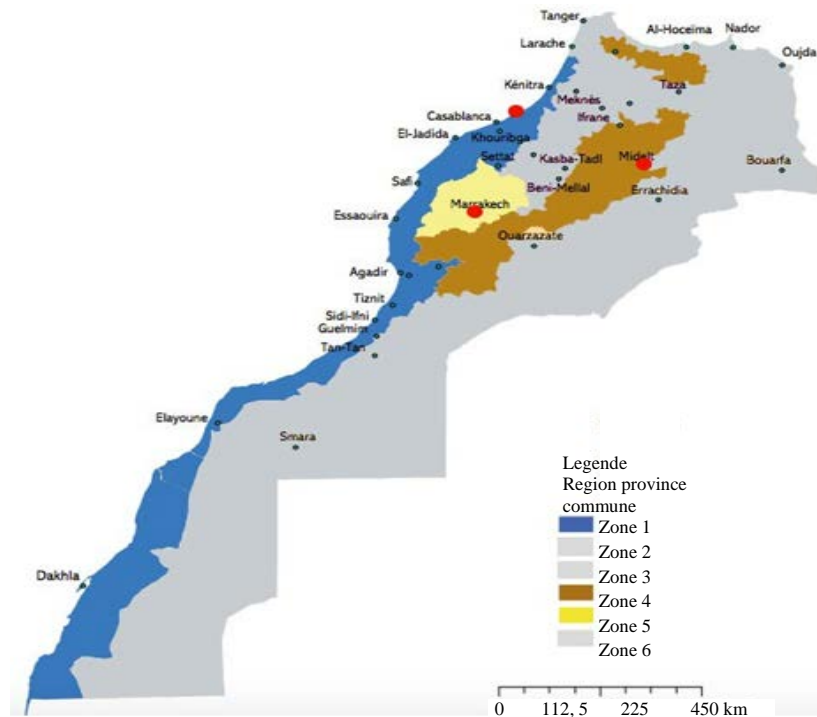 Tanger
Al-Hoceima
Nador
Larache
Oujda
Kénitra
Taza
Meknès
Casablanca
Ifrane
El-Jadida
Khouribga
Settat
Kasba-Tadl
Midelt
Bouarfa
Safi
Beni-Mellal
Errachidia
Marrakech
Essaouira
Ouarzazate
Agadir
Tiznit
Sidi-Ifni
Guelmim
Tan-Tan
Elayoune
Smara
Dakhla
Legende
Region province
commune
Zone 1
Zone 2
Zone 3
Zone 4
Zone 5
Zone 6
0 112, 5 225 450 km